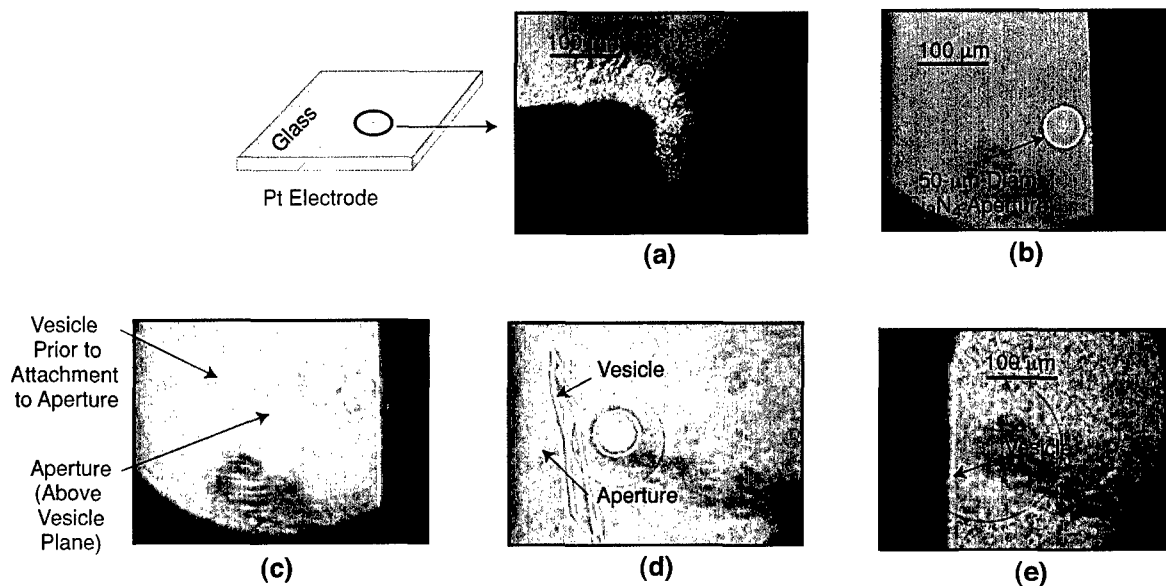 100 μm
Glass
Pt Electrode
(a)
100 μm
50-μm-Diam
N Aperture
(b)
Vesicle
Prior to
Attachment
to Aperture
Aperture
(Above
Vesicle
Plane)
(c)
Vesicle
Aperture
(d)
100 μm
Vesicle
(e)